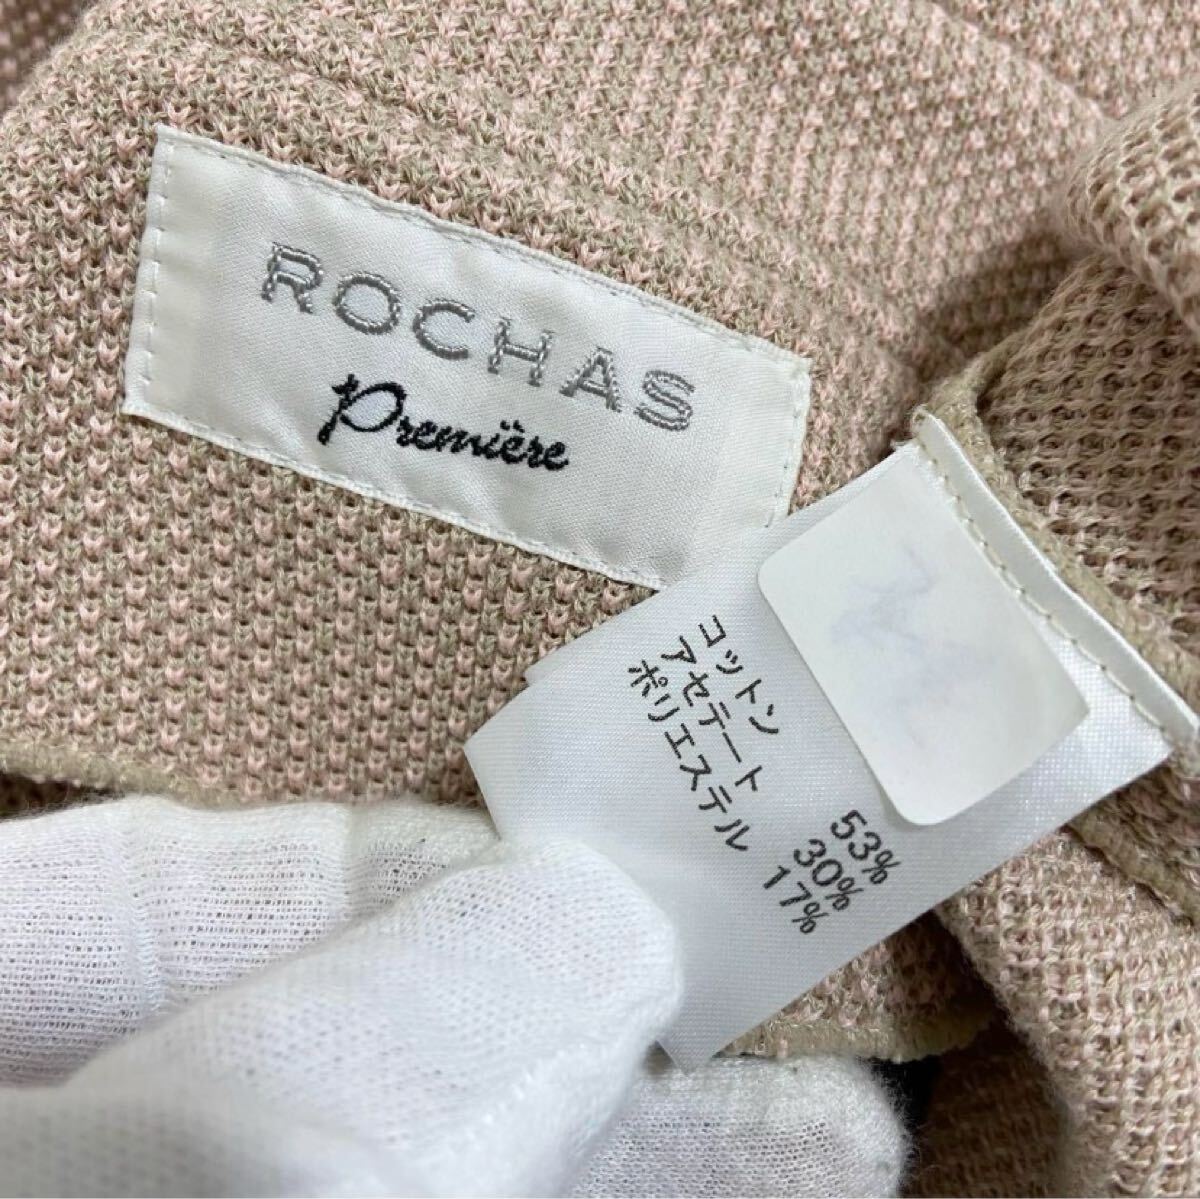 ROCHAS
Première
コットン 53%
アセテート 30%
ポリエステル 17%